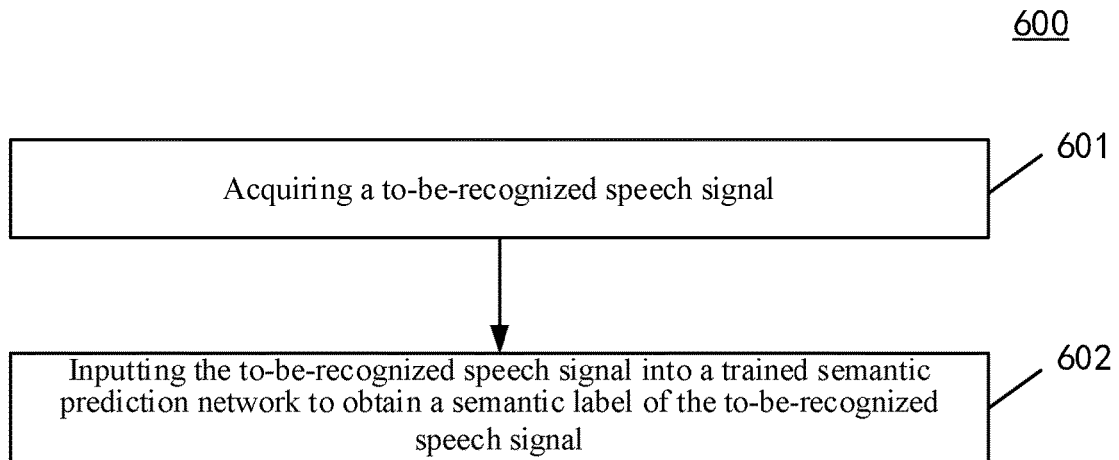 600
Acquiring a to-be-recognized speech signal
601
Inputting the to-be-recognized speech signal into a trained semantic
prediction network to obtain a semantic label of the to-be-recognized
speech signal
602